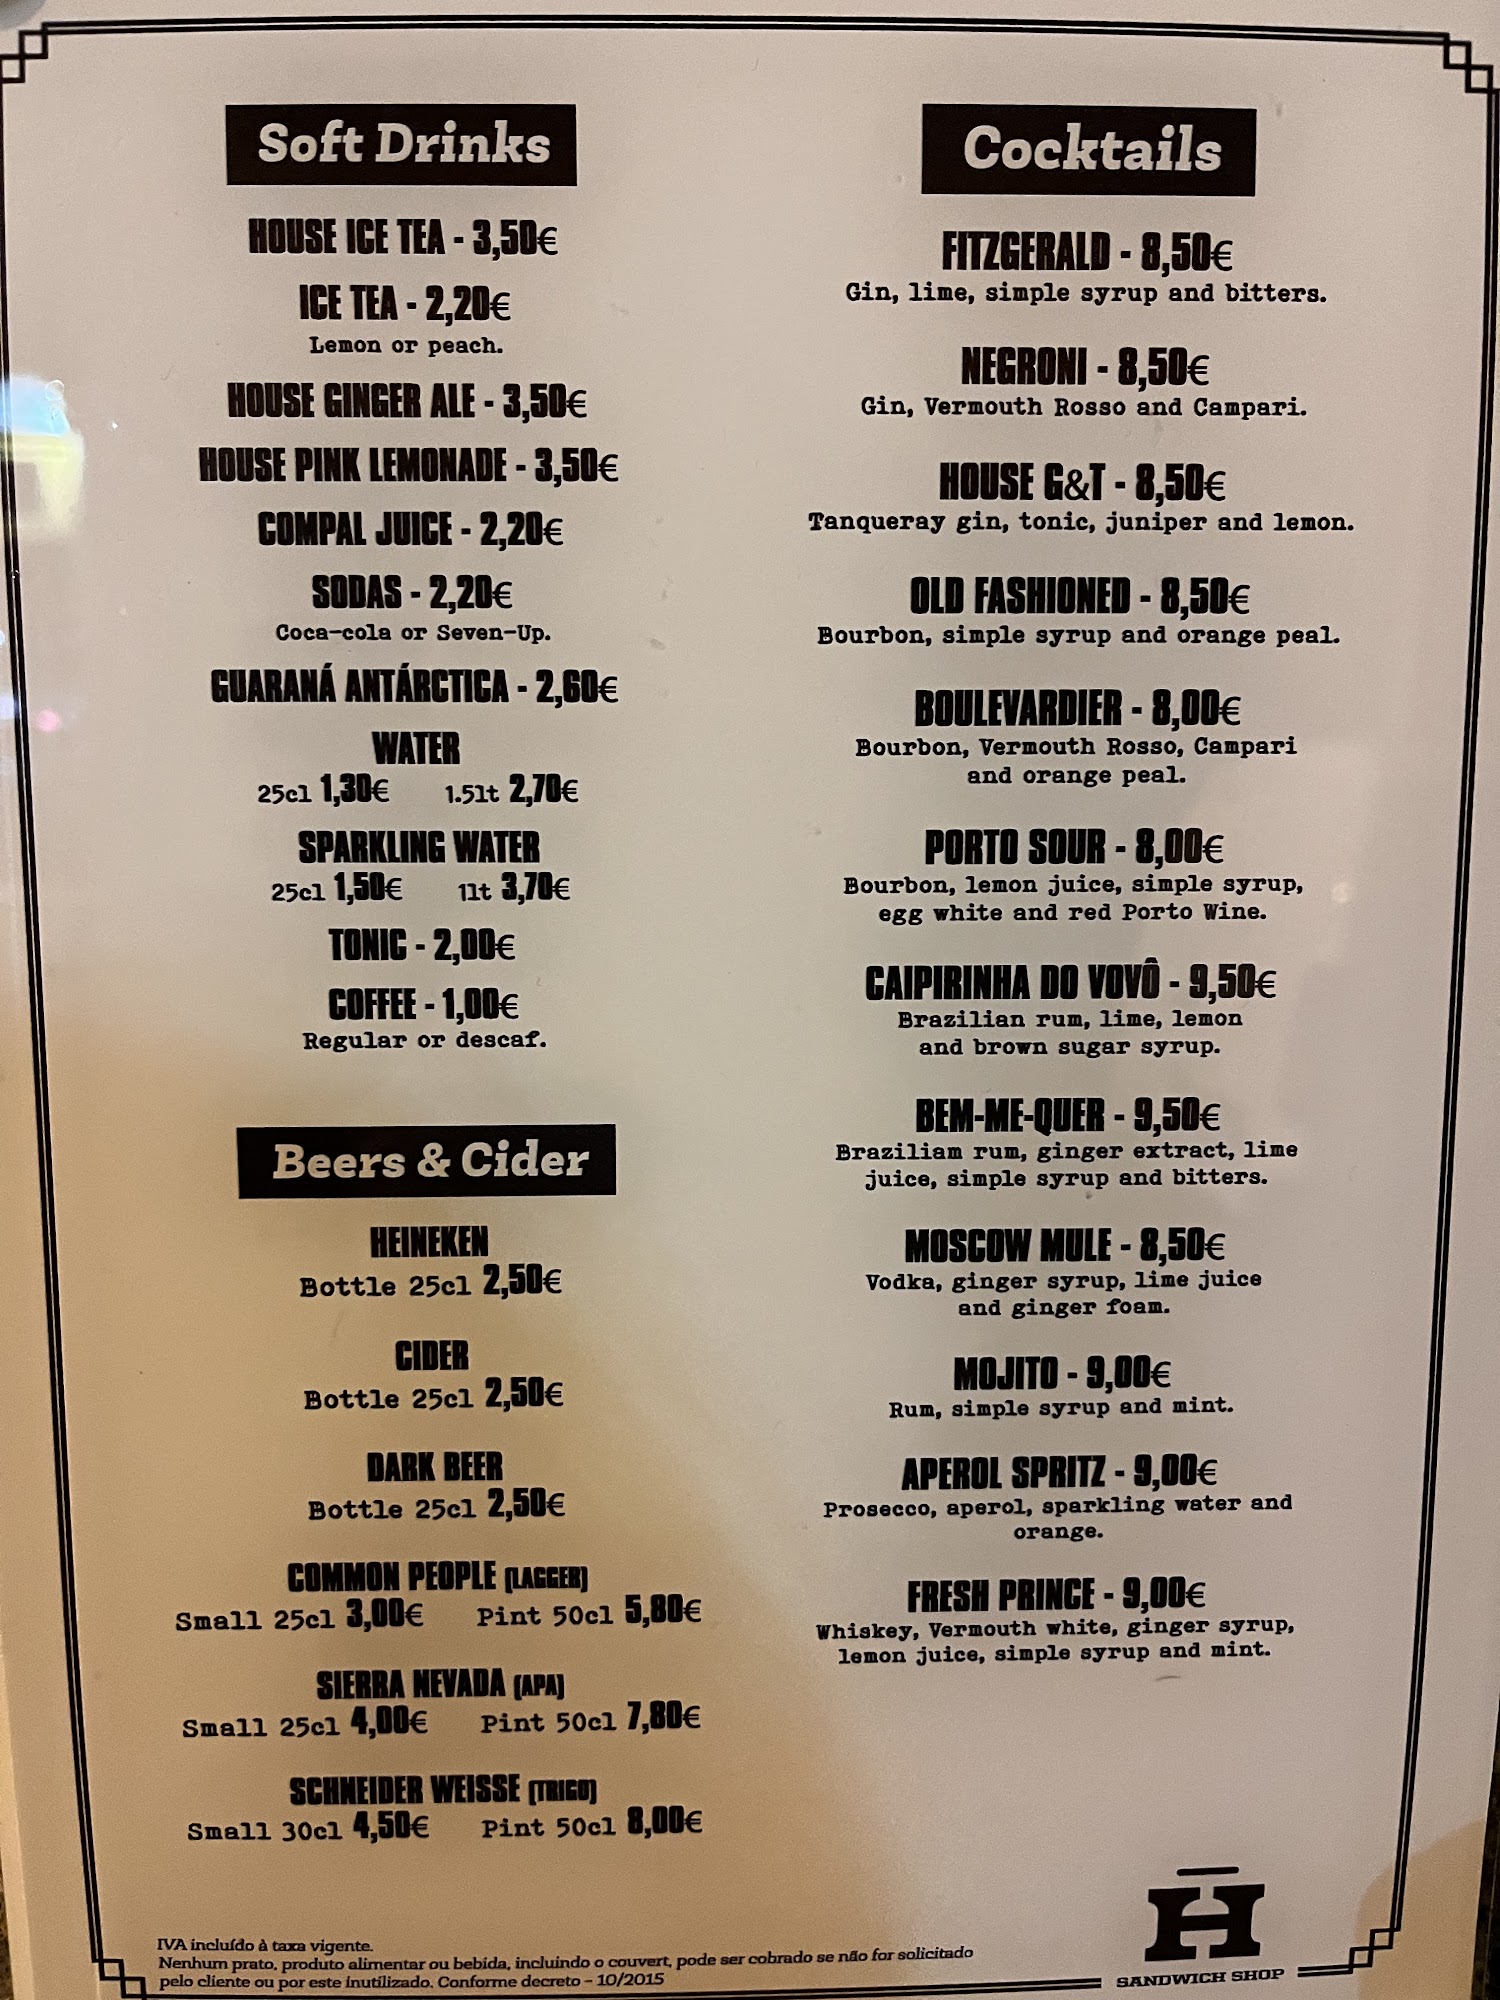 Soft Drinks
HOUSE ICE TEA - 3,50€
ICE TEA - 2,20€
Lemon or peach.
HOUSE GINGER ALE - 3,50€
HOUSE PINK LEMONADE - 3,50€
COMPAL JUICE - 2,20€
SODAS - 2,20€
Coca-cola or Seven-Up.
GUARANÁ ANTÁRCTICA - 2,60€
WATER
25cl 1,30€ 1.5lt 2,70€
SPARKLING WATER
25cl 1,50€ 1lt 3,70€
TONIC - 2,00€
COFFEE - 1,00€
Regular or descaf.
Beers & Cider
HEINEKEN
Bottle 25cl 2,50€
CIDER
Bottle 25cl 2,50€
DARK BEER
Bottle 25cl 2,50€
COMMON PEOPLE (LAGGER)
Small 25cl 3,00€ Pint 50cl 5,80€
SIERRA NEVADA (APA)
Small 25cl 4,00€ Pint 50cl 7,80€
SCHNEIDER WEISSE (TRIGO)
Small 30cl 4,50€ Pint 50cl 8,00€
Cocktails
FITZGERALD - 8,50€
Gin, lime, simple syrup and bitters.
NEGRONI - 8,50€
Gin, Vermouth Rosso and Campari.
HOUSE G&T - 8,50€
Tanqueray gin, tonic, juniper and lemon.
OLD FASHIONED - 8,50€
Bourbon, simple syrup and orange peal.
BOULEVARDIER - 8,00€
Bourbon, Vermouth Rosso, Campari
and orange peal.
PORTO SOUR - 8,00€
Bourbon, lemon juice, simple syrup,
egg white and red Porto Wine.
CAIPIRINHA DO VOVÔ - 9,50€
Brazilian rum, lime, lemon
and brown sugar syrup.
BEM-ME-QUER - 9,50€
Braziliam rum, ginger extract, lime
juice, simple syrup and bitters.
MOSCOW MULE - 8,50€
Vodka, ginger syrup, lime juice
and ginger foam.
MOJITO - 9,00€
Rum, simple syrup and mint.
APEROL SPRITZ - 9,00€
Prosecco, aperol, sparkling water and
orange.
FRESH PRINCE - 9,00€
Whiskey, Vermouth white, ginger syrup,
lemon juice, simple syrup and mint.
IVA incluído à taxa vigente.
Nenhum prato, produto alimentar ou bebida, incluindo o couvert, pode ser cobrado se não for solicitado
pelo cliente ou por este inutilizado. Conforme decreto - 10/2015
H
SANDWICH SHOP